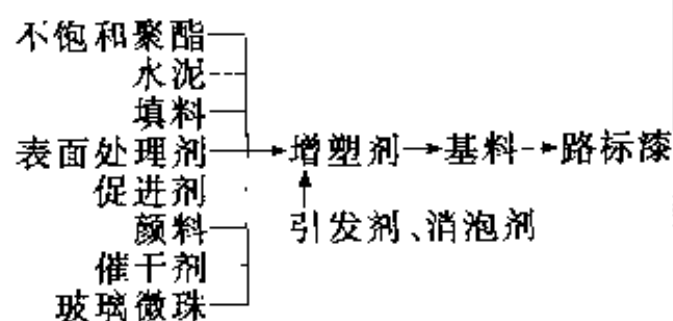 不饱和聚酯
水泥
填料
表面处理剂 增塑剂 基料 路标漆
促进剂
颜料 引发剂、消泡剂
催干剂
玻璃微珠